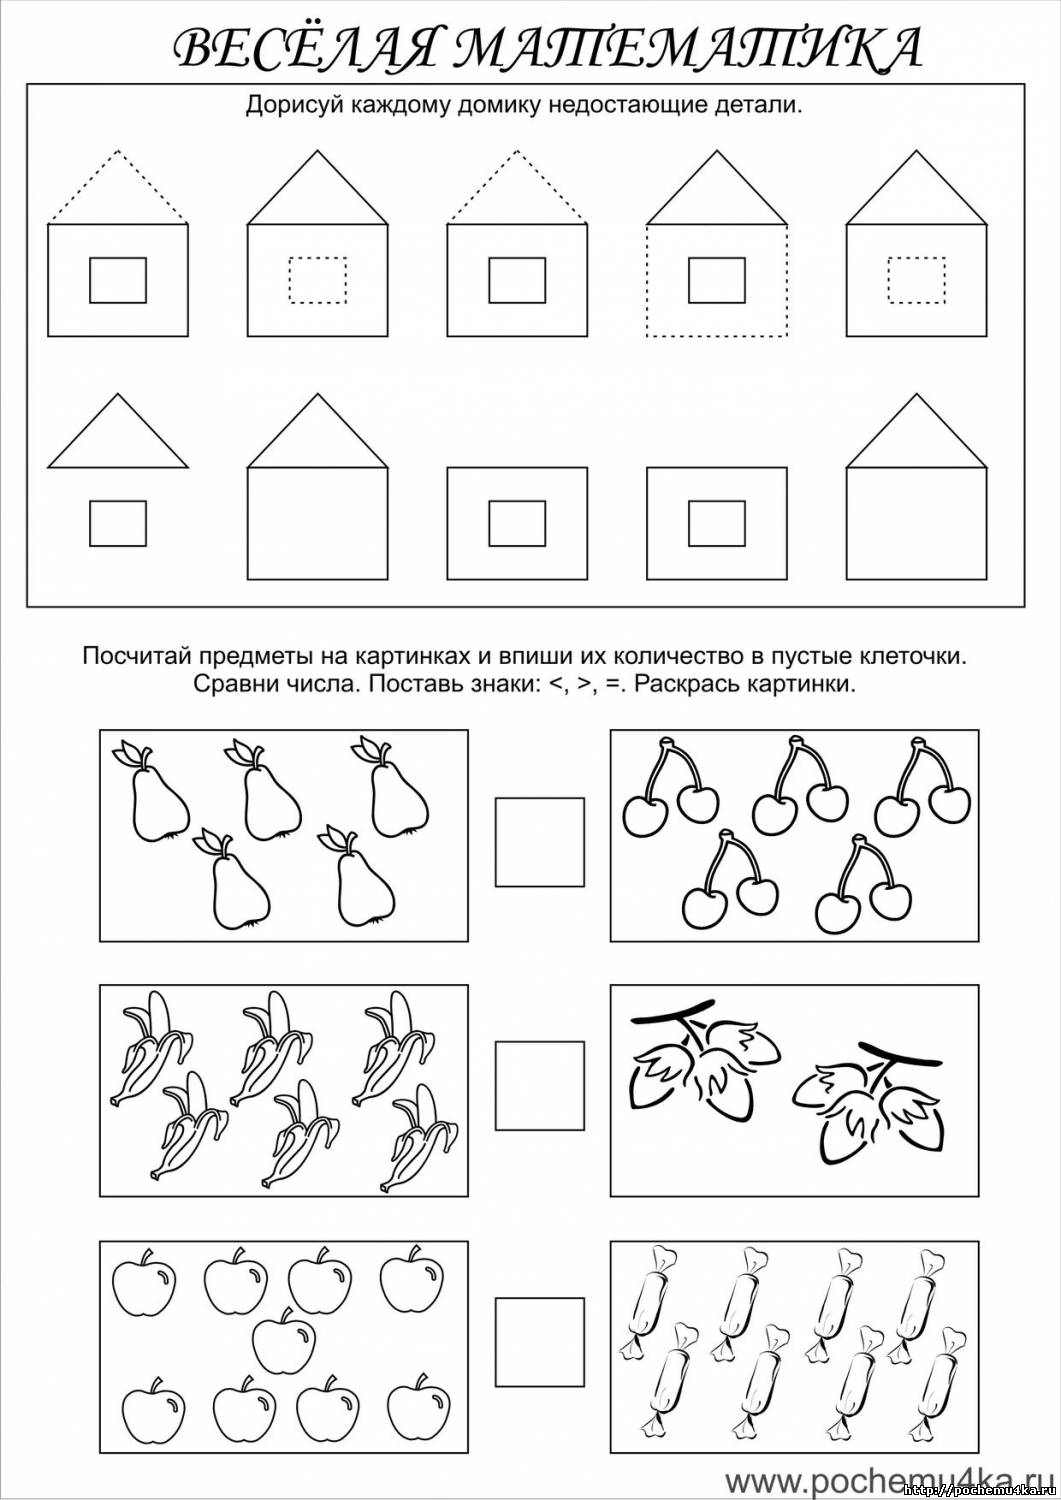 ВЕСЁЛАЯ МАТЕМАТИКА
Дорисуй каждому домику недостающие детали.
Посчитай предметы на картинках и впиши их количество в пустые клеточки.
Сравни числа. Поставь знаки: <, >, =. Раскрась картинки.
www.pochemu4ka.ru
http://pochemu4ka.ru